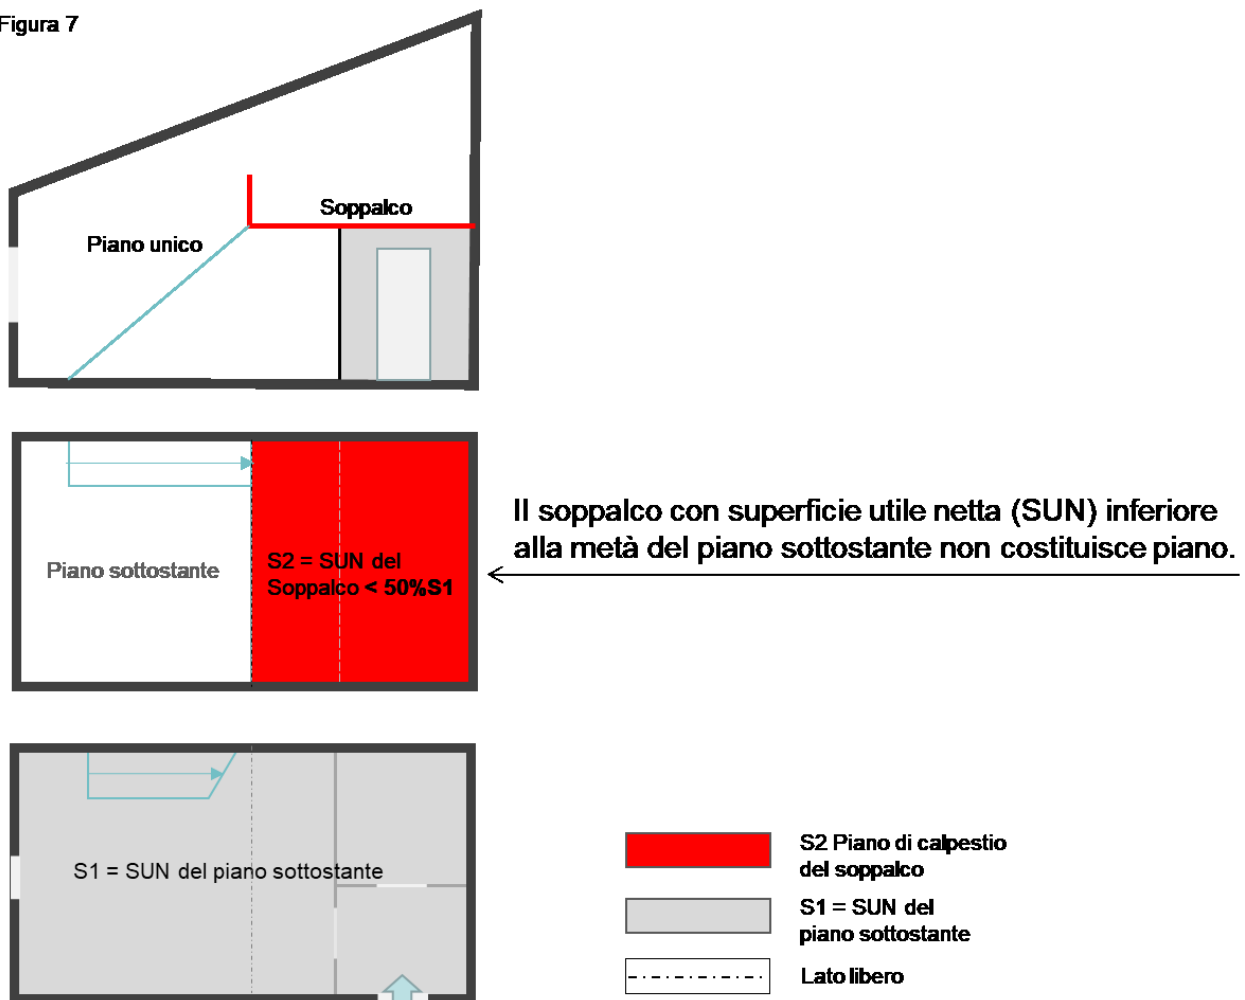 Figura 7
Soppalco
Piano unico
Il soppalco con superficie utile netta (SUN) inferiore
alla metà del piano sottostante non costituisce piano.
Piano sottostante
S2 = SUN del
Soppalco < 50%S1
S1 = SUN del piano sottostante
S2 Piano di calpestio
del soppalco
S1 = SUN del
piano sottostante
Lato libero